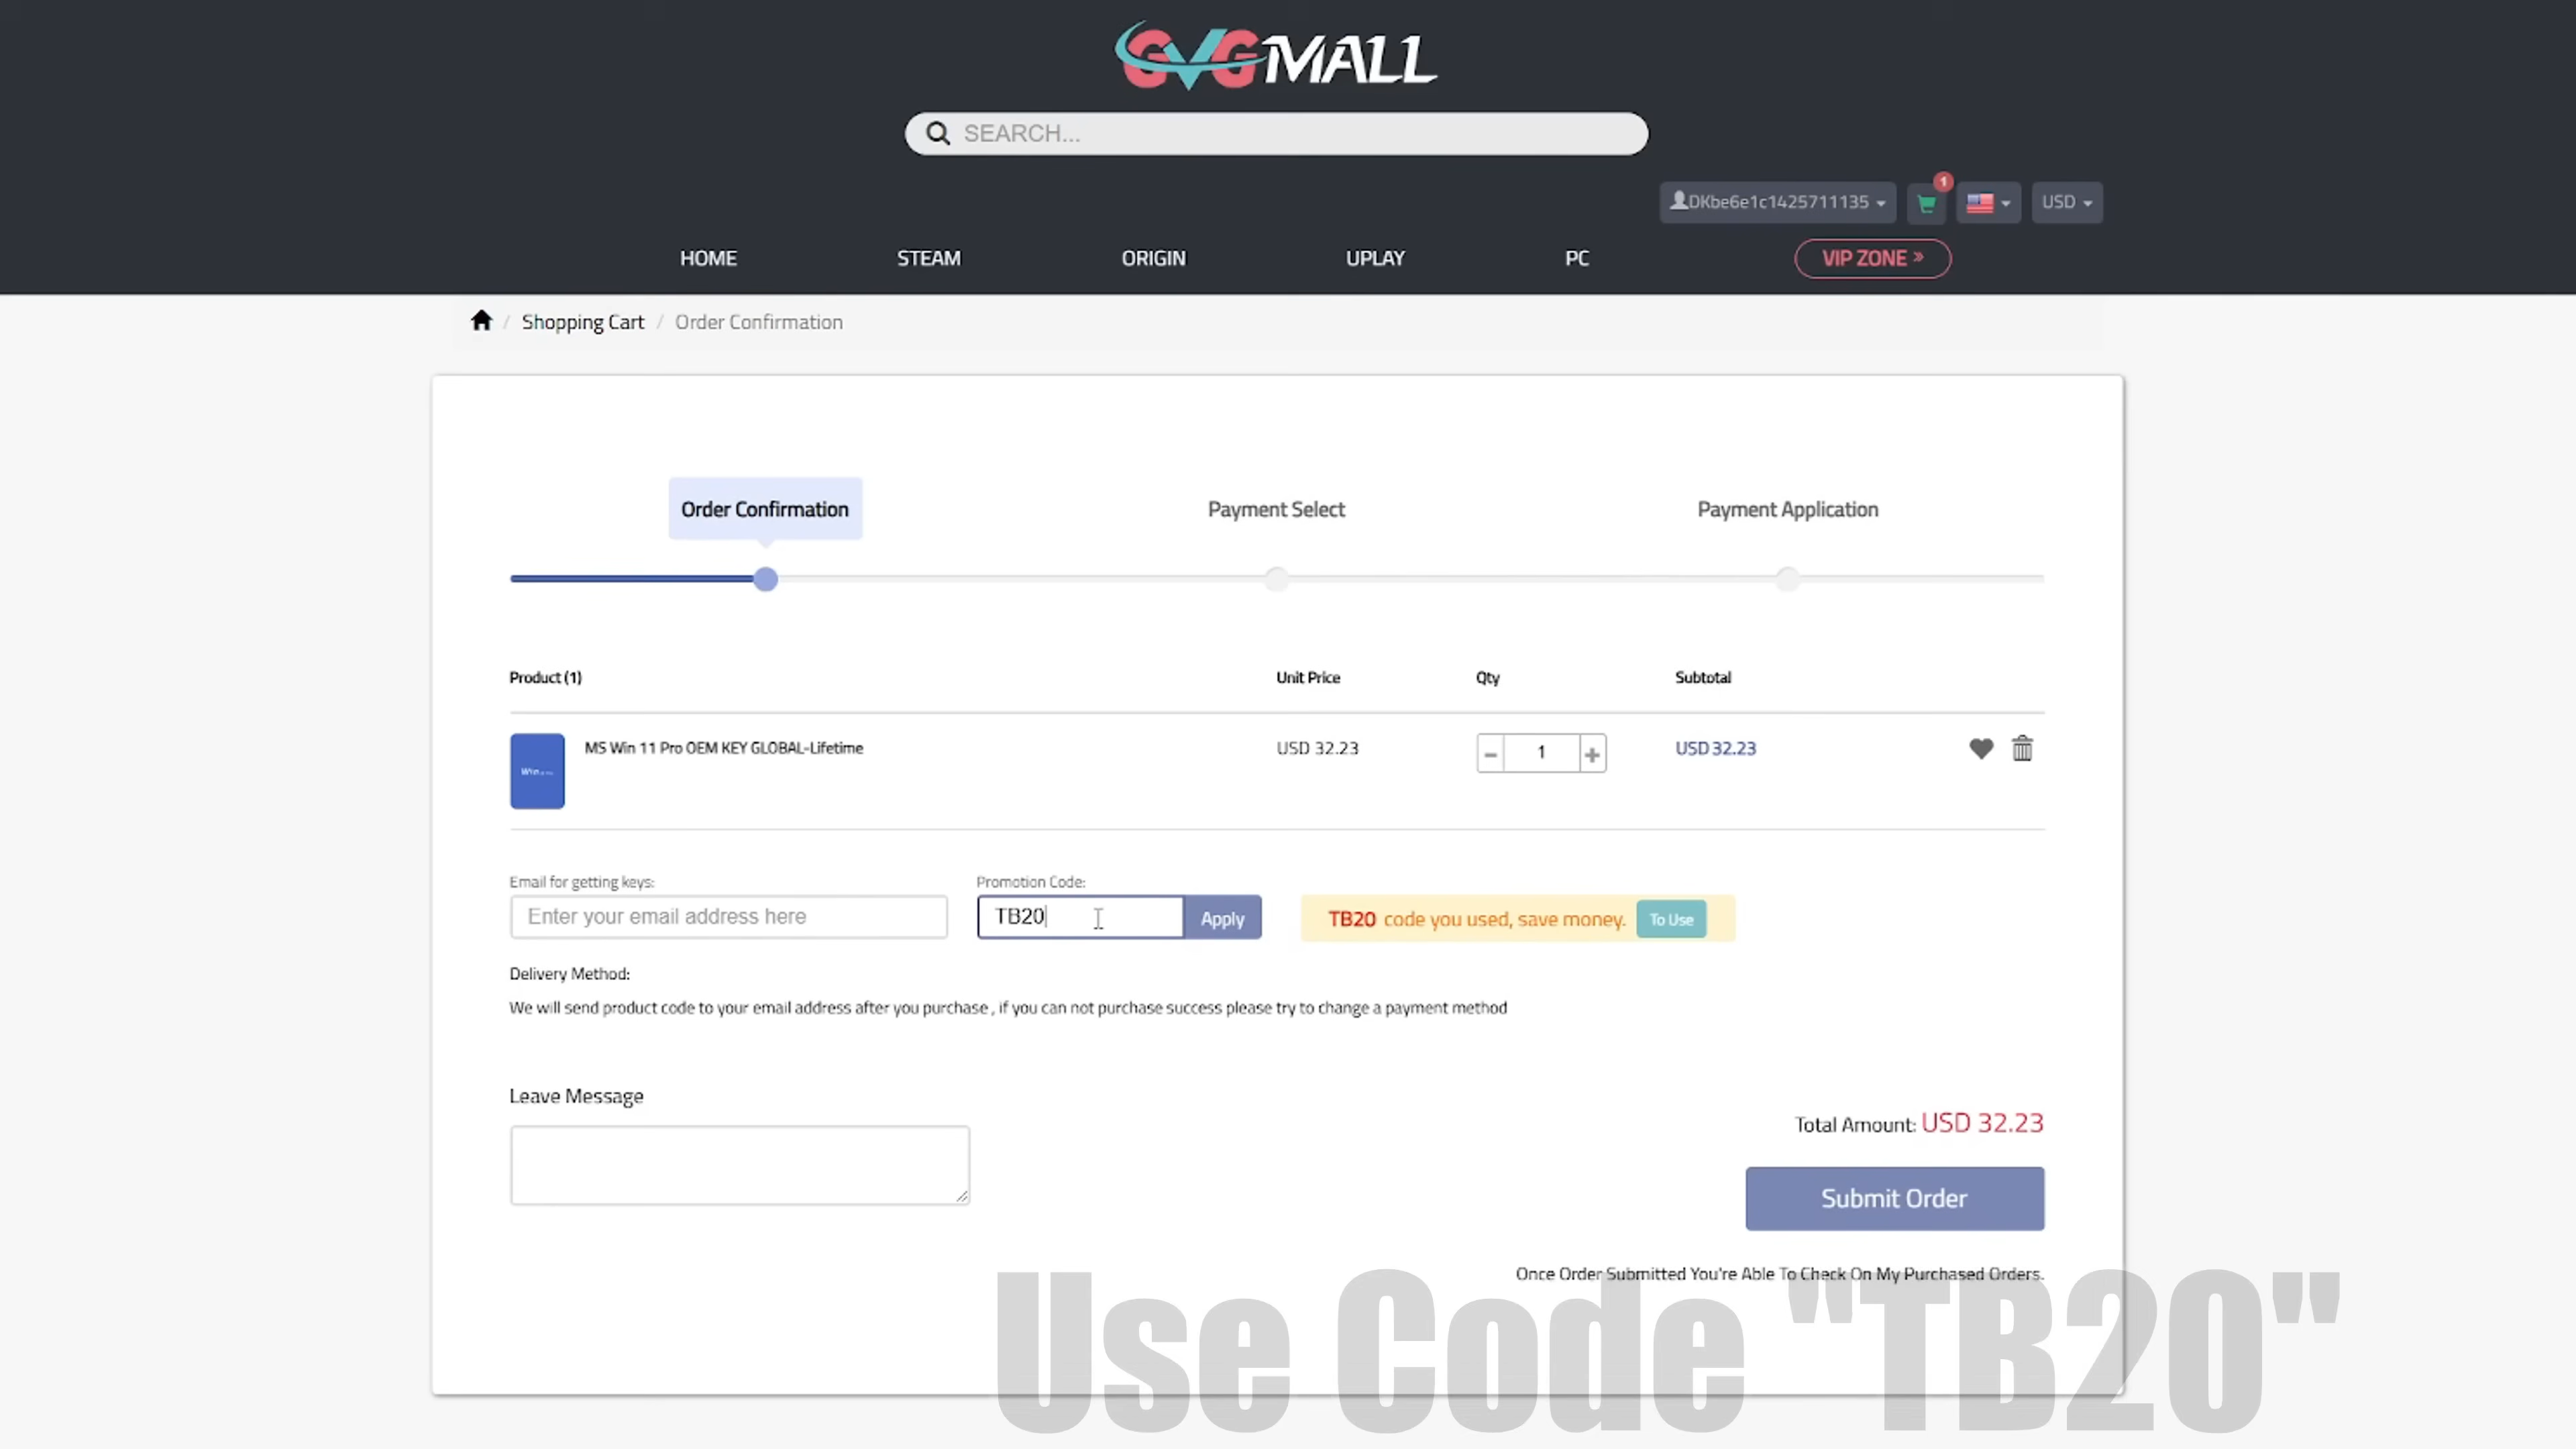 GVGMALL
SEARCH...
DKbe6e1c1425711135
1
USD
HOME
STEAM
ORIGIN
UPLAY
PC
VIP ZONE »
/ Shopping Cart / Order Confirmation
Order Confirmation
Payment Select
Payment Application
Product (1)
Unit Price
Qty
Subtotal
Win
MS Win 11 Pro OEM KEY GLOBAL-Lifetime
USD 32.23
− 1 +
USD 32.23
Email for getting keys:
Promotion Code:
Enter your email address here
TB20
Apply
TB20 code you used, save money.
To Use
Delivery Method:
We will send product code to your email address after you purchase , if you can not purchase success please try to change a payment method
Leave Message
Total Amount: USD 32.23
Submit Order
Once Order Submitted You're Able To Check On My Purchased Orders.
Use Code "TB20"